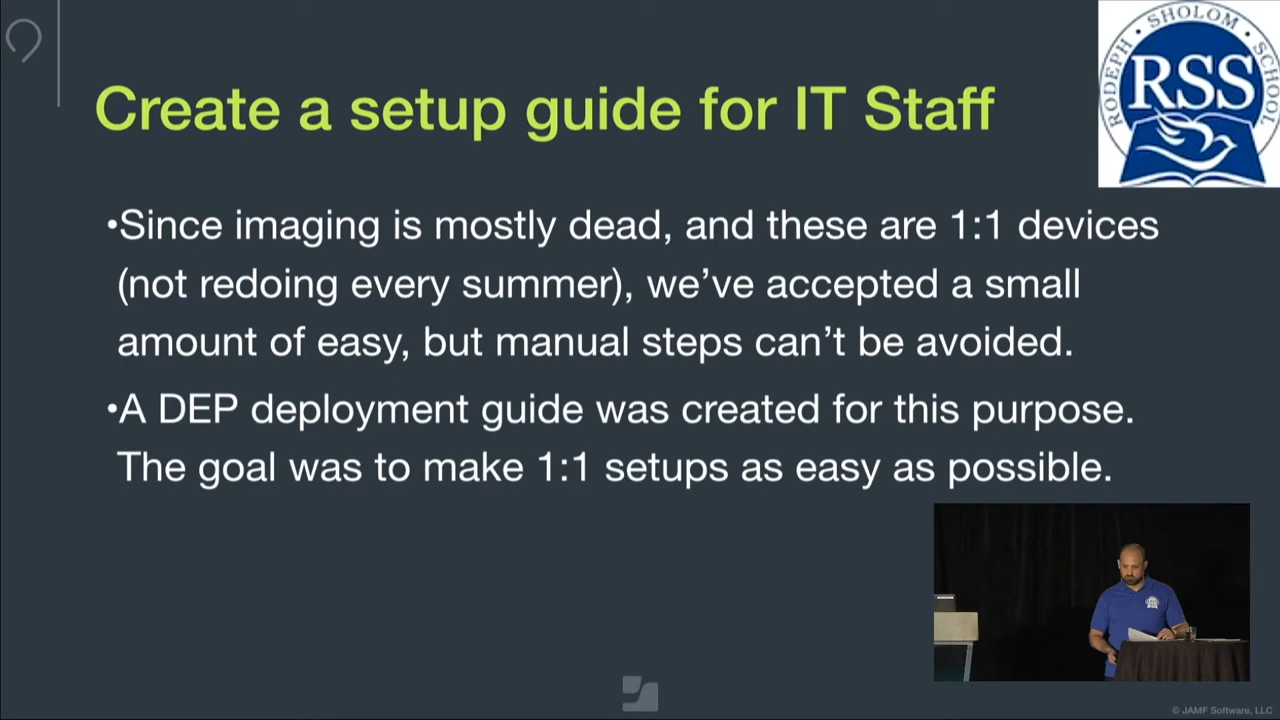 RODEPH · SHOLOM · SCHOOL
RSS
Create a setup guide for IT Staff
•Since imaging is mostly dead, and these are 1:1 devices
(not redoing every summer), we’ve accepted a small
amount of easy, but manual steps can’t be avoided.
•A DEP deployment guide was created for this purpose.
The goal was to make 1:1 setups as easy as possible.
© JAMF Software, LLC